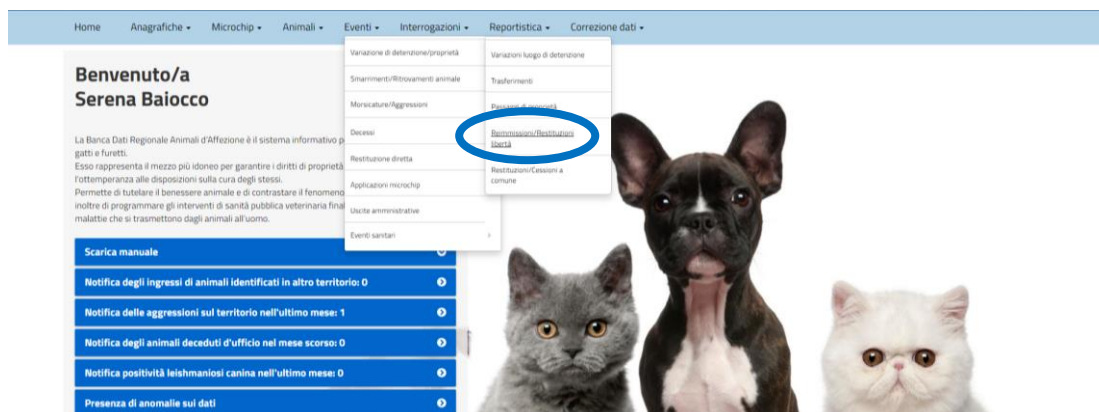 Home Anagrafiche Microchip Animali Eventi Interrogazioni Reportistica Correzione dati
Variazione di detenzione/proprietà
Smarrimenti/Ritrovamenti animale
Morsicature/Aggressioni
Decessi
Restituzione diretta
Applicazioni microchip
Uscite amministrative
Eventi sanitari
Variazioni luogo di detenzione
Trasferimenti
Passaggi di proprietà
Reimmissioni/Restituzioni
libertà
Restituzioni/Cessioni a
comune
Benvenuto/a
Serena Baiocco
La Banca Dati Regionale Animali d'Affezione è il sistema informativo
gatti e furetti.
Esso rappresenta il mezzo più idoneo per garantire i diritti di proprietà
l'ottemperanza alle disposizioni sulla cura degli stessi.
Permette di tutelare il benessere animale e di contrastare il fenomeno
inoltre di programmare gli interventi di sanità pubblica veterinaria
malattie che si trasmettono dagli animali all'uomo.
Scarica manuale
Notifica degli ingressi di animali identificati in altro territorio: 0
Notifica delle aggressioni sul territorio nell'ultimo mese: 1
Notifica degli animali deceduti d'ufficio nel mese scorso: 0
Notifica positività leishmaniosi canina nell'ultimo mese: 0
Presenza di anomalie sui dati